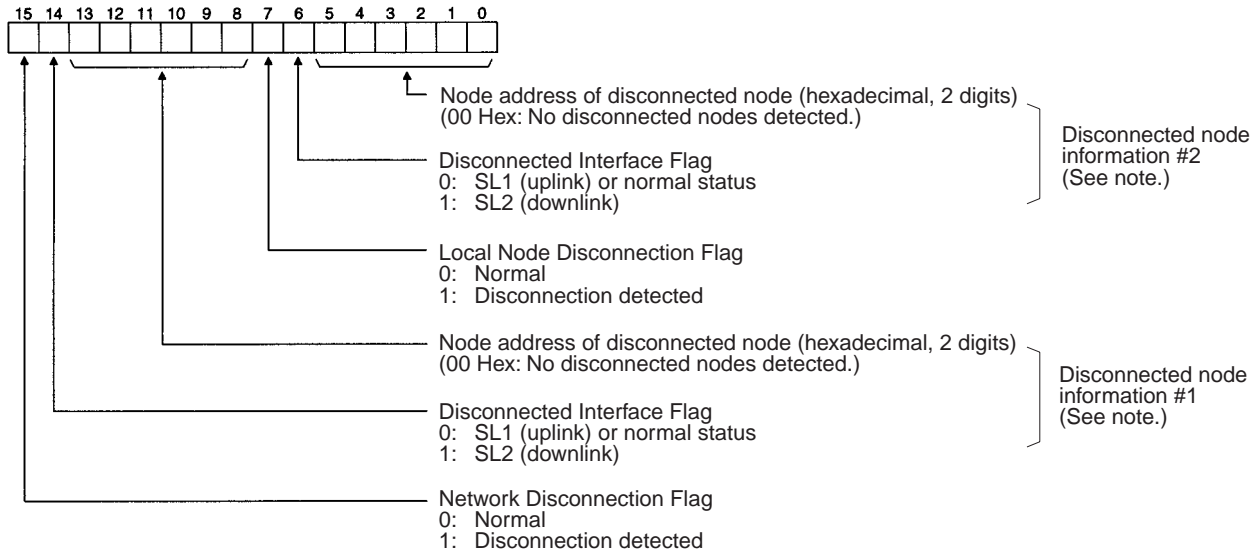 15 14 13 12 11 10 9 8 7 6 5 4 3 2 1 0
Node address of disconnected node (hexadecimal, 2 digits)
(00 Hex: No disconnected nodes detected.)
Disconnected Interface Flag
0: SL1 (uplink) or normal status
1: SL2 (downlink)
Disconnected node
information #2
(See note.)
Local Node Disconnection Flag
0: Normal
1: Disconnection detected
Node address of disconnected node (hexadecimal, 2 digits)
(00 Hex: No disconnected nodes detected.)
Disconnected Interface Flag
0: SL1 (uplink) or normal status
1: SL2 (downlink)
Disconnected node
information #1
(See note.)
Network Disconnection Flag
0: Normal
1: Disconnection detected